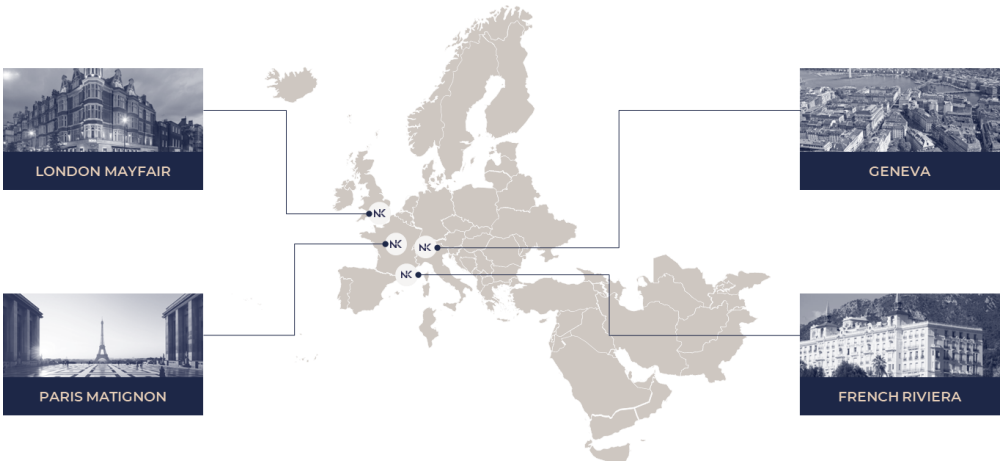 LONDON MAYFAIR
GENEVA
NK
NK
NK
NK
PARIS MATIGNON
FRENCH RIVIERA